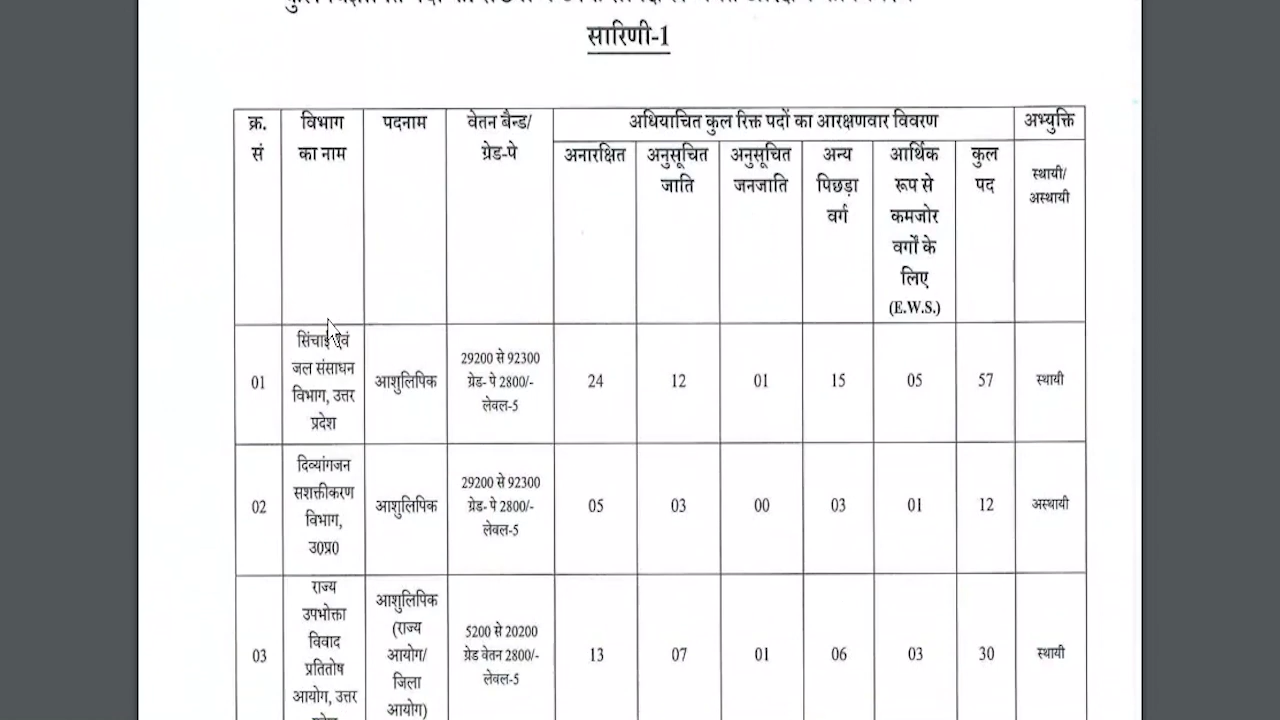 सारिणी-1
क्र. सं
विभाग का नाम
पदनाम
वेतन बैन्ड/ ग्रेड-पे
अधियाचित कुल रिक्त पदों का आरक्षणवार विवरण
अभ्युक्ति
अनारक्षित
अनुसूचित जाति
अनुसूचित जनजाति
अन्य पिछड़ा वर्ग
आर्थिक रूप से कमजोर वर्गों के लिए (E.W.S.)
कुल पद
स्थायी/ अस्थायी
01
सिंचाई एवं जल संसाधन विभाग, उत्तर प्रदेश
आशुलिपिक
29200 से 92300 ग्रेड- पे 2800/- लेवल-5
24
12
01
15
05
57
स्थायी
02
दिव्यांगजन सशक्तीकरण विभाग, उ0प्र0
आशुलिपिक
29200 से 92300 ग्रेड- पे 2800/- लेवल-5
05
03
00
03
01
12
अस्थायी
03
राज्य उपभोक्ता विवाद प्रतितोष आयोग, उत्तर
आशुलिपिक (राज्य आयोग/ जिला आयोग)
5200 से 20200 ग्रेड वेतन 2800/- लेवल-5
13
07
01
06
03
30
स्थायी